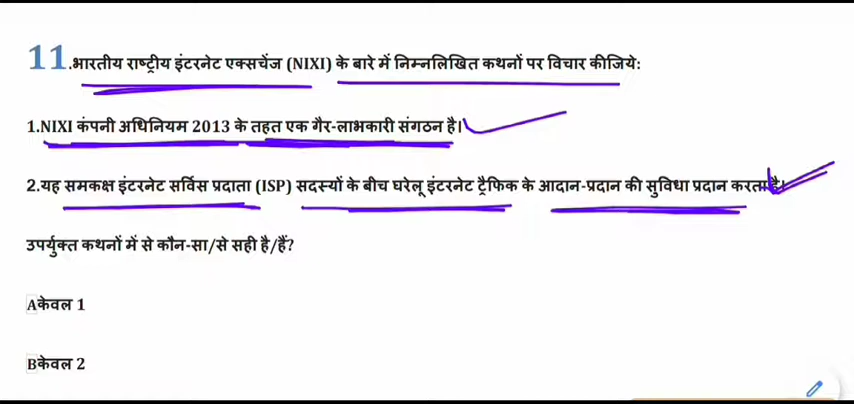 11.भारतीय राष्ट्रीय इंटरनेट एक्सचेंज (NIXI) के बारे में निम्नलिखित कथनों पर विचार कीजिये:
1.NIXI कंपनी अधिनियम 2013 के तहत एक गैर-लाभकारी संगठन है।
2.यह समकक्ष इंटरनेट सर्विस प्रदाता (ISP) सदस्यों के बीच घरेलू इंटरनेट ट्रैफिक के आदान-प्रदान की सुविधा प्रदान करता है।
उपर्युक्त कथनों में से कौन-सा/से सही है/हैं?
Aकेवल 1
Bकेवल 2